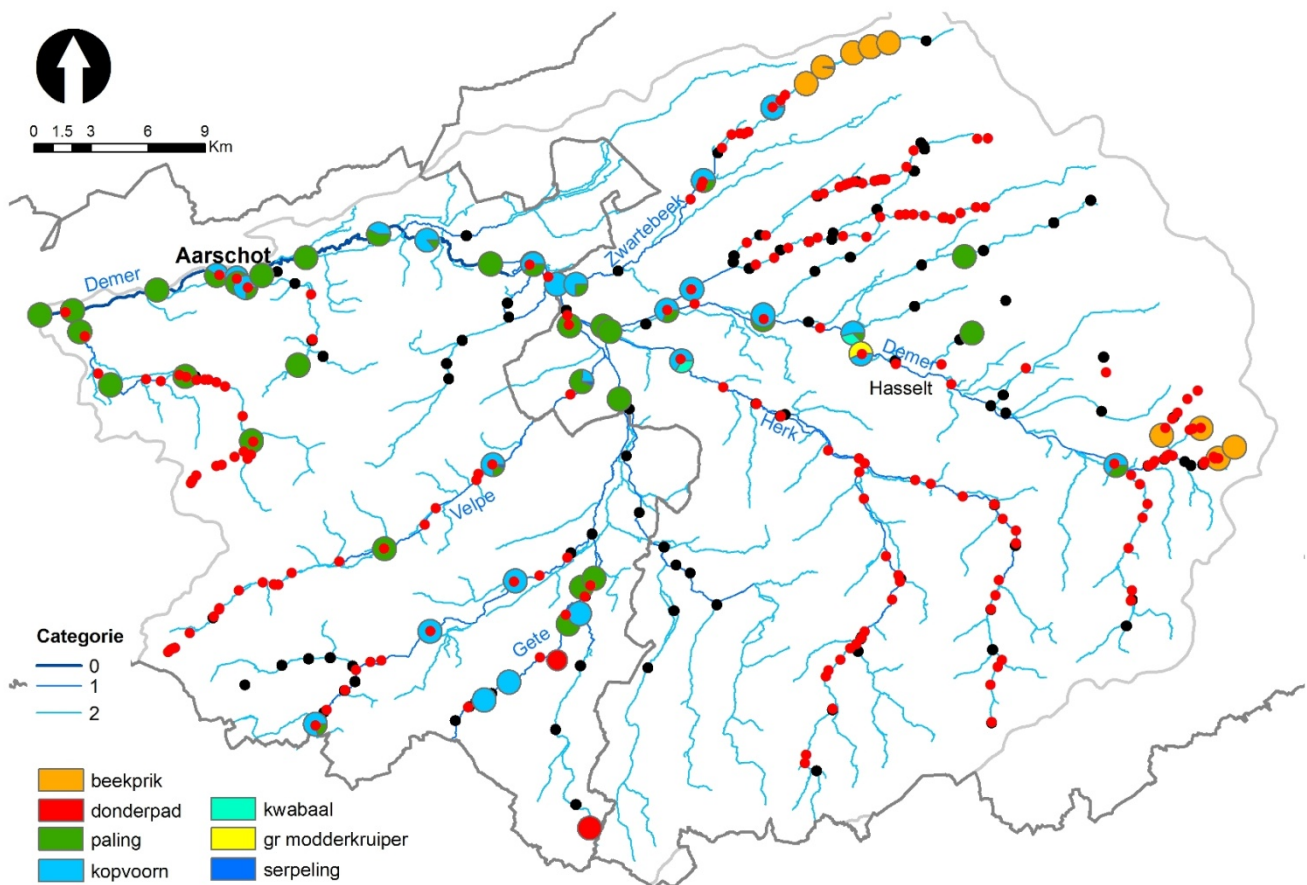 0 1.5 3 6 9
Km
Zwartebeek
Aarschot
Demer
Demer
Hasselt
Herk
Velpe
Gete
Categorie
0
1
2
beekprik
donderpad
paling
kopvoorn
kwabaal
gr modderkruiper
serpeling